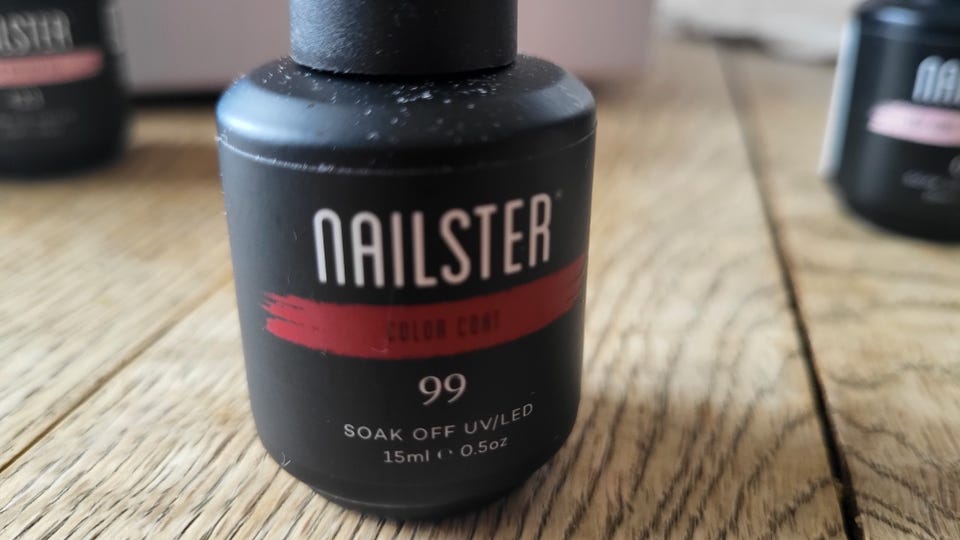 NAILSTER
COLOR COAT
99
SOAK OFF UV/LED
15ml e 0.5oz